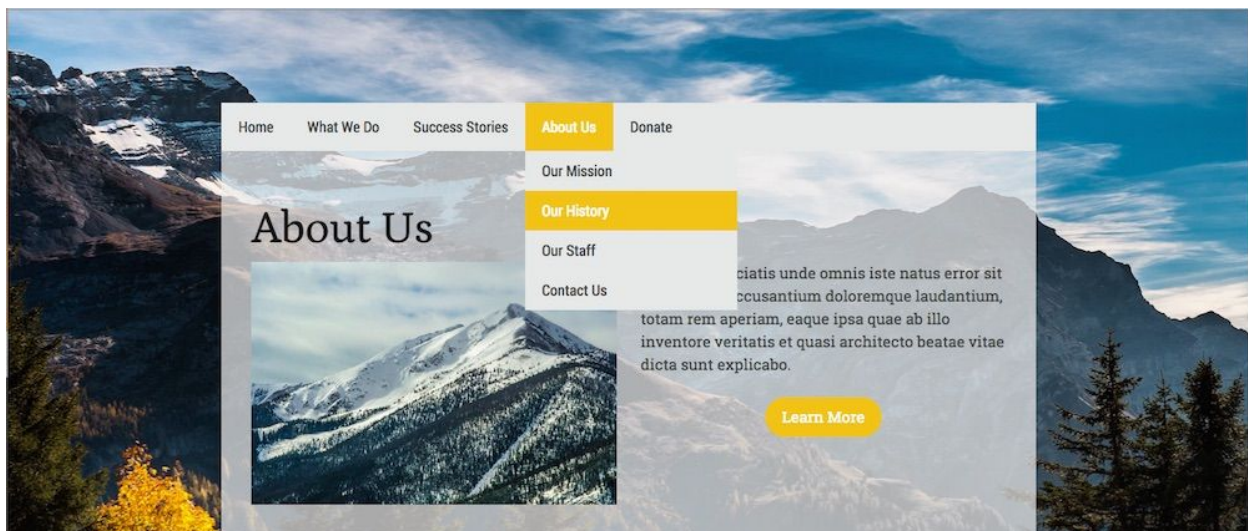 Home What We Do Success Stories About Us Donate
Our Mission
Our History
Our Staff
Contact Us
About Us
unde omnis iste natus error sit
doloremque laudantium,
totam rem aperiam, eaque ipsa quae ab illo
inventore veritatis et quasi architecto beatae vitae
dicta sunt explicabo.
Learn More